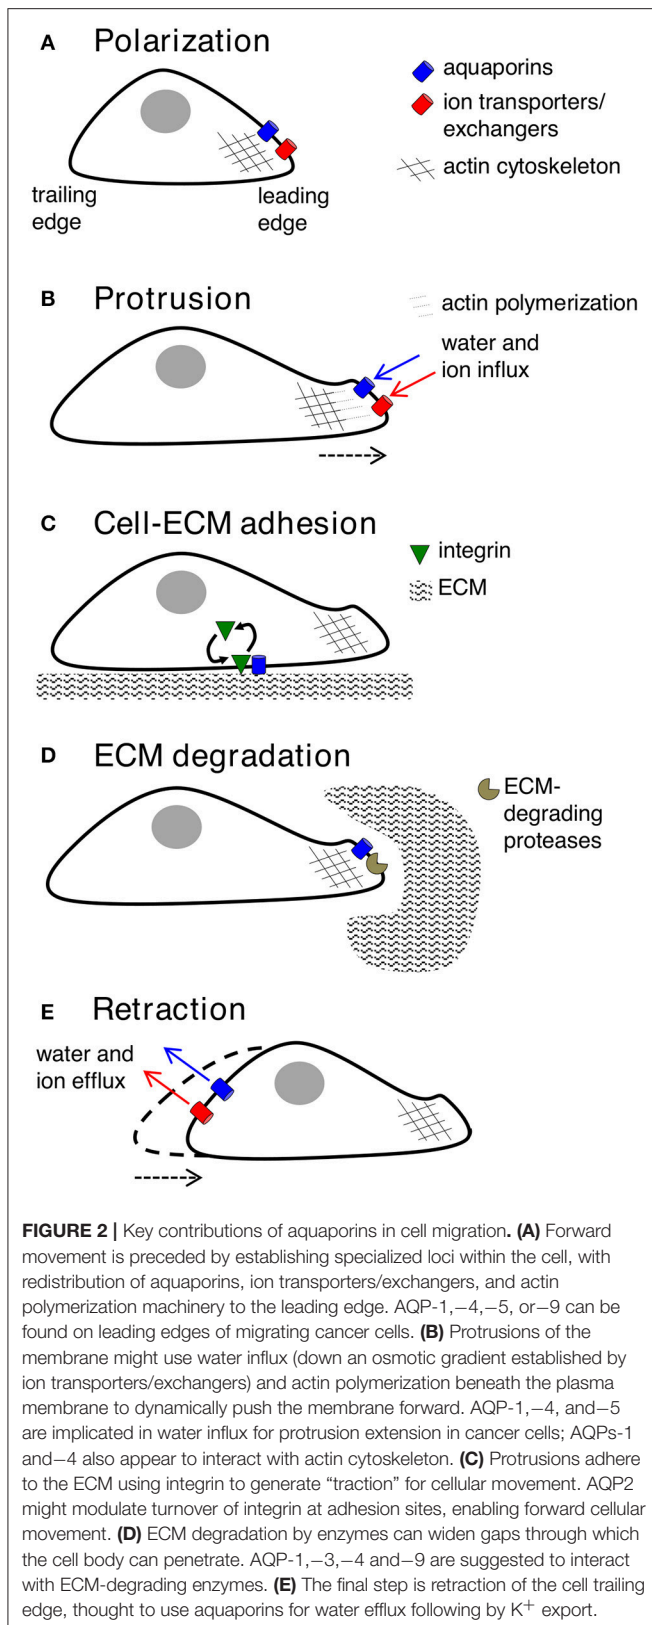 A Polarization
aquaporins
ion transporters/
exchangers
actin cytoskeleton
trailing
edge
leading
edge
B Protrusion
actin polymerization
water and
ion influx
C Cell-ECM adhesion
integrin
ECM
D ECM degradation
ECM-
degrading
proteases
E Retraction
water and
ion efflux
FIGURE 2 | Key contributions of aquaporins in cell migration. (A) Forward
movement is preceded by establishing specialized loci within the cell, with
redistribution of aquaporins, ion transporters/exchangers, and actin
polymerization machinery to the leading edge. AQP-1,−4,−5, or−9 can be
found on leading edges of migrating cancer cells. (B) Protrusions of the
membrane might use water influx (down an osmotic gradient established by
ion transporters/exchangers) and actin polymerization beneath the plasma
membrane to dynamically push the membrane forward. AQP-1,−4, and−5
are implicated in water influx for protrusion extension in cancer cells; AQPs-1
and−4 also appear to interact with actin cytoskeleton. (C) Protrusions adhere
to the ECM using integrin to generate “traction” for cellular movement. AQP2
might modulate turnover of integrin at adhesion sites, enabling forward cellular
movement. (D) ECM degradation by enzymes can widen gaps through which
the cell body can penetrate. AQP-1,−3,−4 and−9 are suggested to interact
with ECM-degrading enzymes. (E) The final step is retraction of the cell trailing
edge, thought to use aquaporins for water efflux following by K⁺ export.